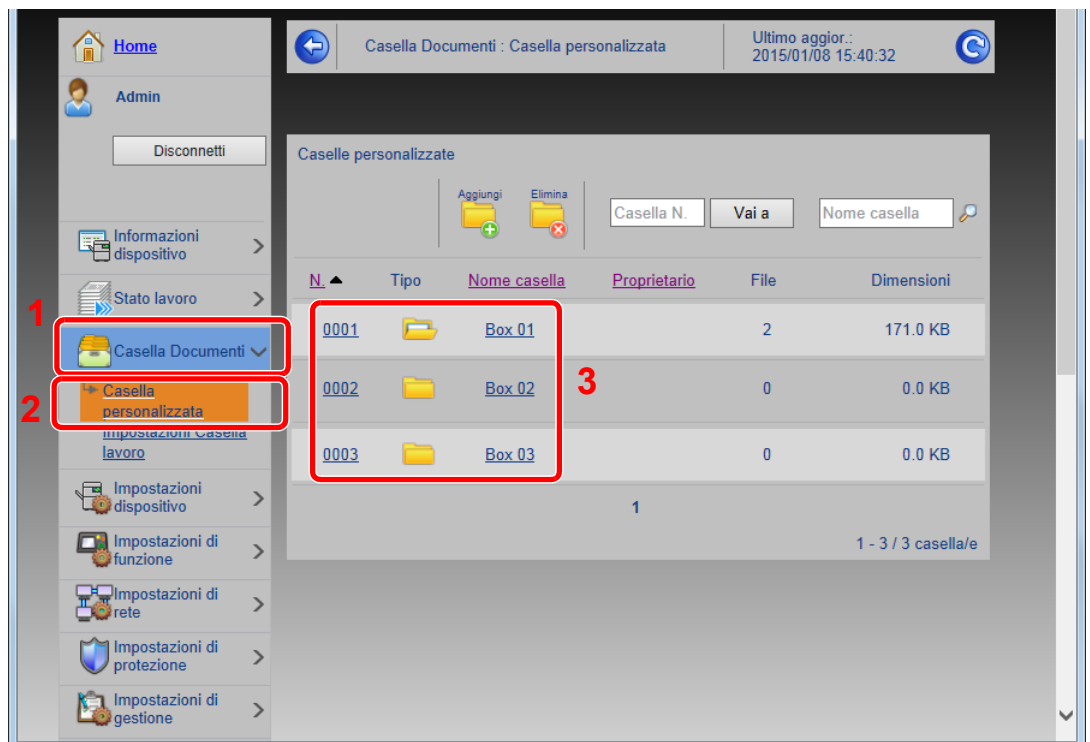 Home
Admin
Disconnetti
Informazioni
dispositivo
Stato lavoro
1
Casella Documenti
2
Casella
personalizzata
Impostazioni Casella
lavoro
Impostazioni
dispositivo
Impostazioni di
funzione
Impostazioni di
rete
Impostazioni di
protezione
Impostazioni di
gestione
Casella Documenti : Casella personalizzata
Ultimo aggior.:
2015/01/08 15:40:32
Caselle personalizzate
Aggiungi Elimina
Casella N. Vai a Nome casella
N. Tipo Nome casella Proprietario File Dimensioni
0001 Box 01 2 171.0 KB
0002 Box 02 3 0 0.0 KB
0003 Box 03 0 0.0 KB
1
1 - 3 / 3 casella/e